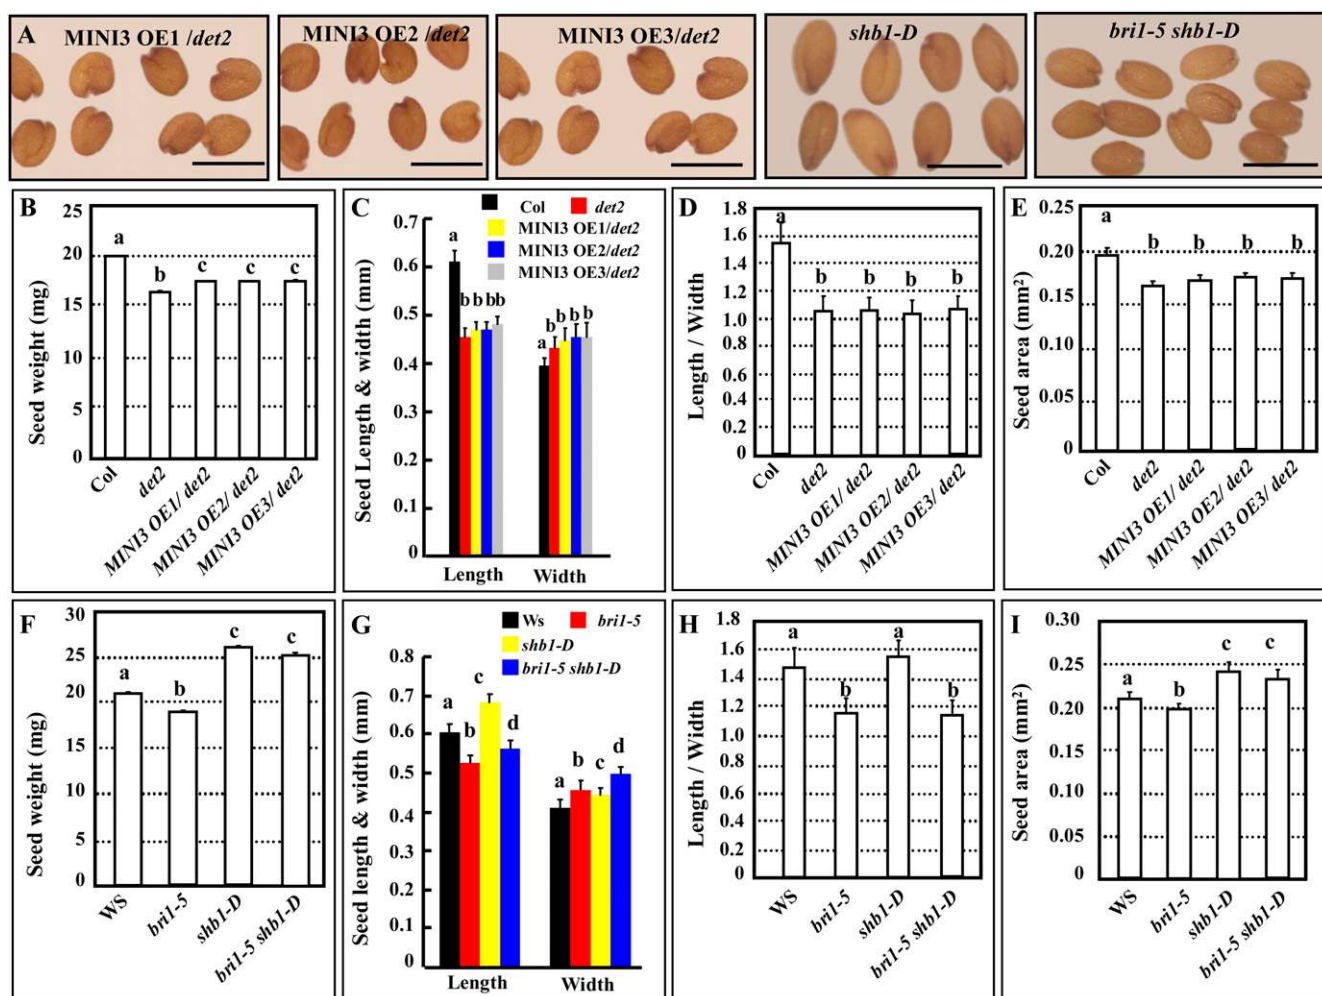 A
MINI3 OE1 /det2
MINI3 OE2 /det2
MINI3 OE3/det2
shb1-D
bri1-5 shb1-D
B
Seed weight (mg)
25
20
15
10
5
0
a
b
c
c
c
Col
det2
MINI3 OE1/ det2
MINI3 OE2/ det2
MINI3 OE3/ det2
C
Col
det2
MINI3 OE1/det2
MINI3 OE2/det2
MINI3 OE3/det2
Seed Length & width (mm)
0.7
0.6
0.5
0.4
0.3
0.2
0.1
0
a
b
b
b
b
a
b
b
b
b
Length
Width
D
Length / Width
1.8
1.6
1.4
1.2
1.0
0.8
0.6
0.4
0.2
0
a
b
b
b
b
Col
det2
MINI3 OE1/ det2
MINI3 OE2/ det2
MINI3 OE3/ det2
E
Seed area (mm²)
0.25
0.20
0.15
0.10
0.05
0
a
b
b
b
b
Col
det2
MINI3 OE1/ det2
MINI3 OE2/ det2
MINI3 OE3/ det2
F
Seed weight (mg)
30
25
20
15
10
5
0
a
b
c
c
WS
bri1-5
shb1-D
bri1-5 shb1-D
G
Ws
bri1-5
shb1-D
bri1-5 shb1-D
Seed length & width (mm)
0.8
0.7
0.6
0.5
0.4
0.3
0.2
0.1
0
a
b
c
d
a
b
c
d
Length
Width
H
Length / Width
1.8
1.6
1.4
1.2
1.0
0.8
0.6
0.4
0.2
0
a
b
a
b
WS
bri1-5
shb1-D
bri1-5 shb1-D
I
Seed area (mm²)
0.30
0.25
0.20
0.15
0.10
0.05
0
a
b
c
c
WS
bri1-5
shb1-D
bri1-5 shb1-D